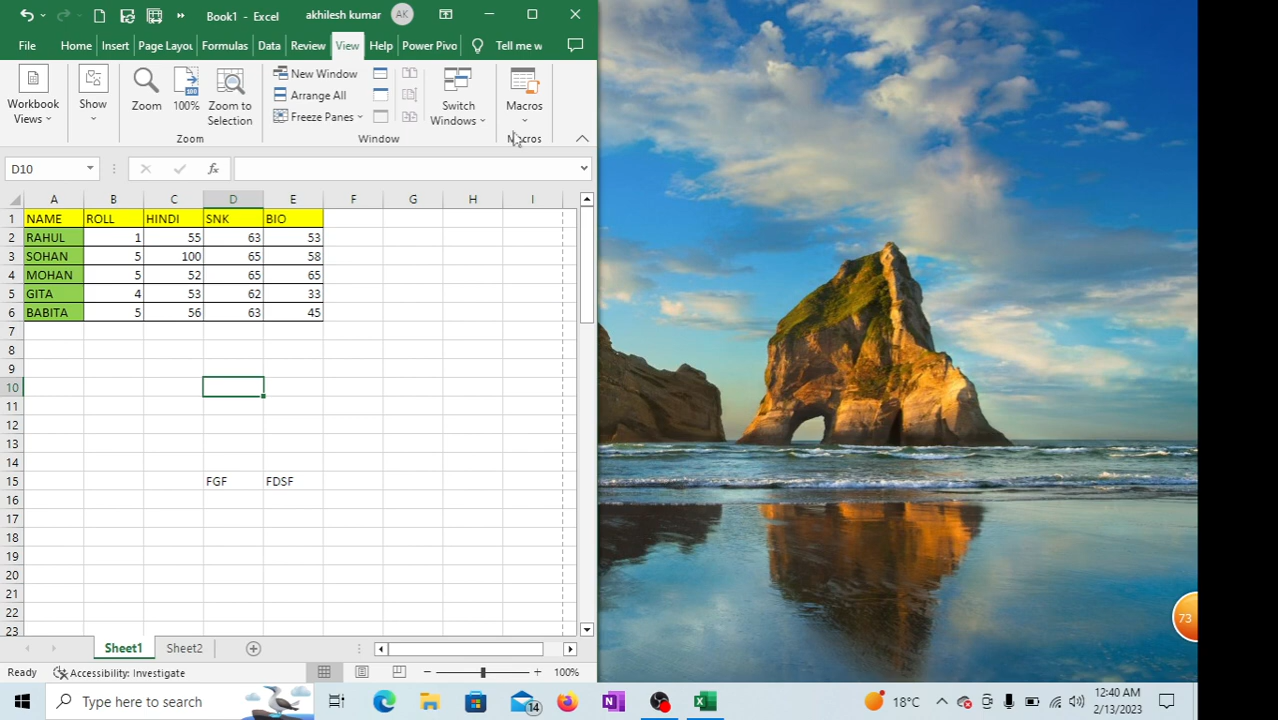 Book1 - Excel
akhilesh kumar
AK
File Home Insert Page Layou Formulas Data Review View Help Power Pivo Tell me w
Workbook Views
Show
Zoom
100%
Zoom to Selection
New Window
Arrange All
Freeze Panes
Switch Windows
Macros
Zoom
Window
Macros
D10
fx
A B C D E F G H I
1 NAME ROLL HINDI SNK BIO
2 RAHUL 1 55 63 53
3 SOHAN 5 100 65 58
4 MOHAN 5 52 65 65
5 GITA 4 53 62 33
6 BABITA 5 56 63 45
7
8
9
10
11
12
13
14
15 FGF FDSF
16
17
18
19
20
21
22
23
Sheet1 Sheet2
Ready Accessibility: Investigate 100%
73
Type here to search
14
18°C
12:40 AM
2/13/2023